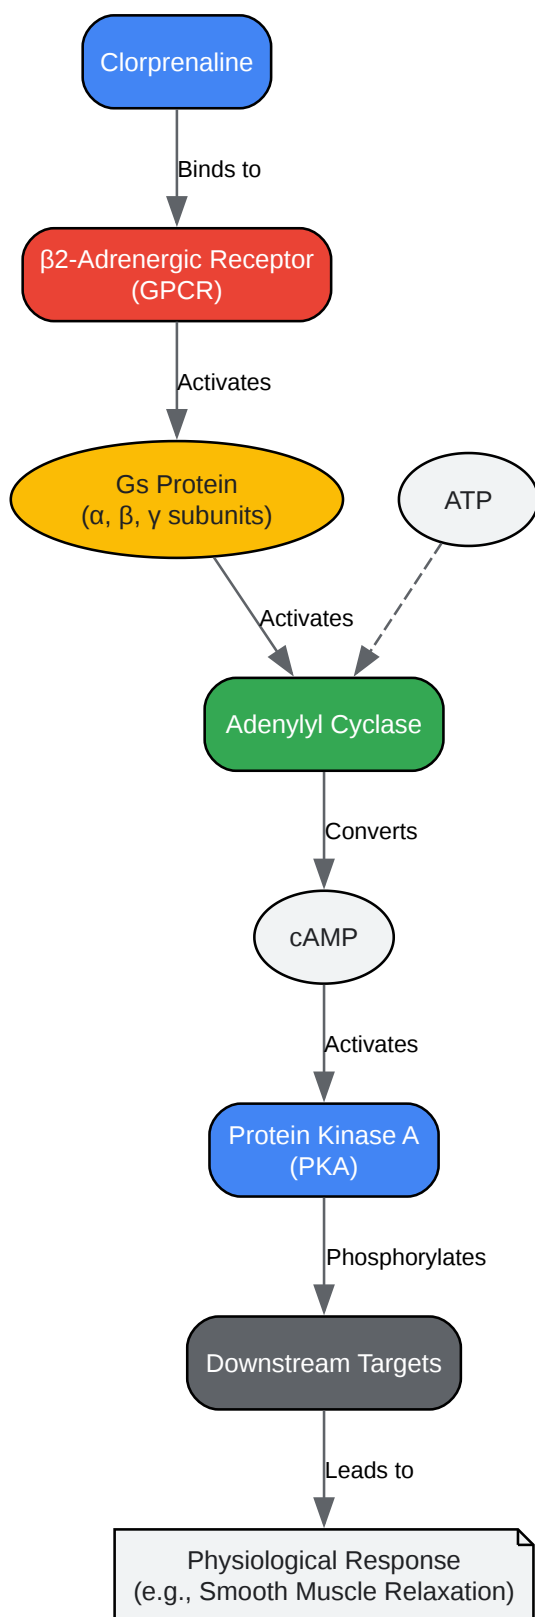 Clorprenaline
Binds to
β2-Adrenergic Receptor
(GPCR)
Activates
Gs Protein
(α, β, γ subunits)
ATP
Activates
Adenylyl Cyclase
Converts
cAMP
Activates
Protein Kinase A
(PKA)
Phosphorylates
Downstream Targets
Leads to
Physiological Response
(e.g., Smooth Muscle Relaxation)